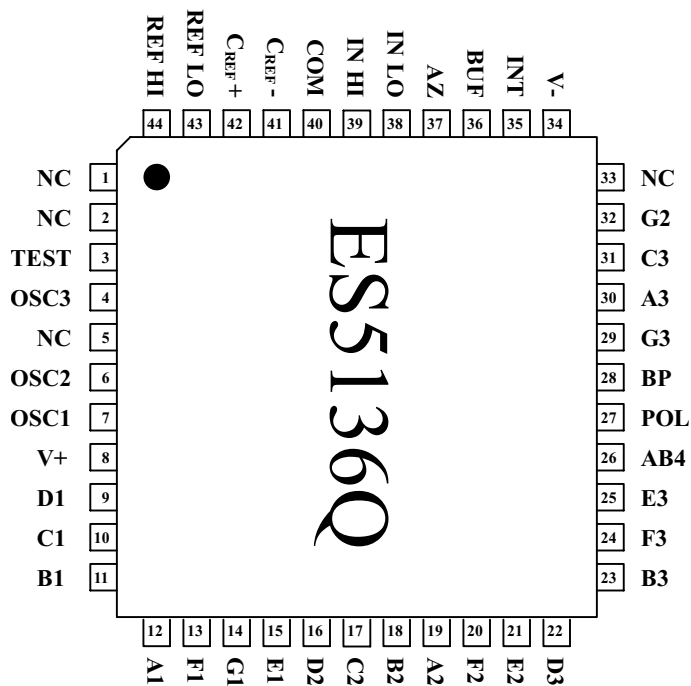 REF HI
REF LO
CREF+
CREF-
COM
IN HI
IN LO
AZ
BUF
INT
V-
44
43
42
41
40
39
38
37
36
35
34
NC 1
NC 2
TEST 3
OSC3 4
NC 5
OSC2 6
OSC1 7
V+ 8
D1 9
C1 10
B1 11
ES5136Q
33 NC
32 G2
31 C3
30 A3
29 G3
28 BP
27 POL
26 AB4
25 E3
24 F3
23 B3
12
13
14
15
16
17
18
19
20
21
22
A1
F1
G1
E1
D2
C2
B2
A2
F2
E2
D3